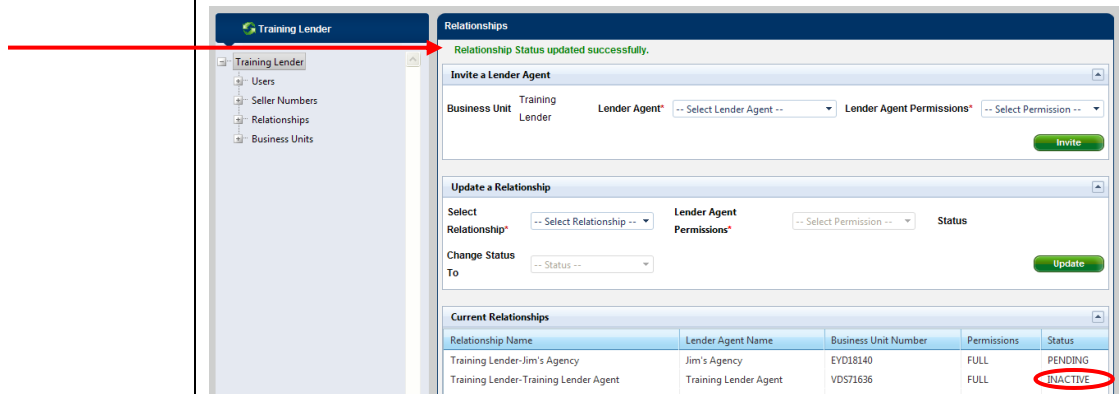 Training Lender
Training Lender
Users
Seller Numbers
Relationships
Business Units
Relationships
Relationship Status updated successfully.
Invite a Lender Agent
Business Unit Training Lender Lender Agent* -- Select Lender Agent -- Lender Agent Permissions* -- Select Permission --
Invite
Update a Relationship
Select Relationship* -- Select Relationship -- Lender Agent Permissions* -- Select Permission -- Status
Change Status To -- Status --
Update
Current Relationships
Relationship Name Lender Agent Name Business Unit Number Permissions Status
Training Lender-Jim's Agency Jim's Agency EYD18140 FULL PENDING
Training Lender-Training Lender Agent Training Lender Agent VDS71636 FULL INACTIVE